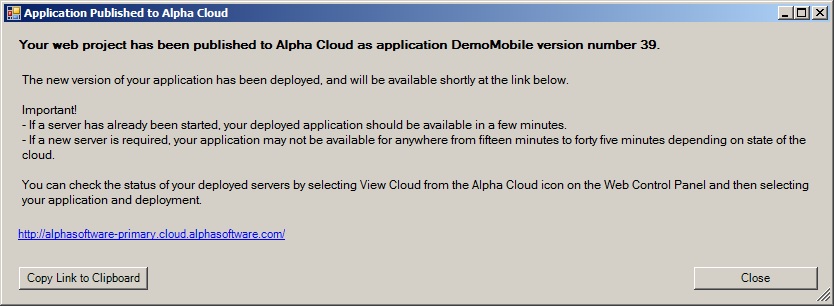 Application Published to Alpha Cloud
Your web project has been published to Alpha Cloud as application DemoMobile version number 39.
The new version of your application has been deployed, and will be available shortly at the link below.
Important!
- If a server has already been started, your deployed application should be available in a few minutes.
- If a new server is required, your application may not be available for anywhere from fifteen minutes to forty five minutes depending on state of the
cloud.
You can check the status of your deployed servers by selecting View Cloud from the Alpha Cloud icon on the Web Control Panel and then selecting
your application and deployment.
http://alphasoftware-primary.cloud.alphasoftware.com/
Copy Link to Clipboard
Close